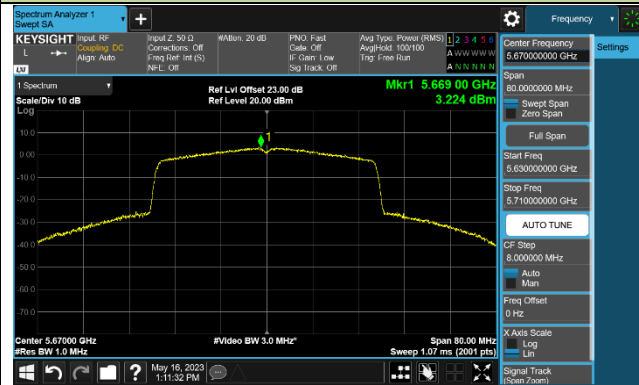 Spectrum Analyzer 1
Swept SA
Frequency
KEYSIGHT
L
Input: RF
Coupling: DC
Align: Auto
Input Z: 50 Ω
Corrections: Off
Freq Ref: Int (S)
NFE: Off
#Atten: 20 dB
PNO: Fast
Gate: Off
IF Gain: Low
Sig Track: Off
Avg Type: Power (RMS)
Avg|Hold: 100/100
Trig: Free Run
1 2 3 4 5 6
A W W W W W
A N N N N N
1 Spectrum
Scale/Div 10 dB
Log
Ref Lvl Offset 23.00 dB
Ref Level 20.00 dBm
Mkr1 5.669 00 GHz
3.224 dBm
10.0
0.00
-10.0
-20.0
-30.0
-40.0
-50.0
-60.0
-70.0
1
Center 5.67000 GHz
#Res BW 1.0 MHz
#Video BW 3.0 MHz*
Span 80.00 MHz
Sweep 1.07 ms (2001 pts)
May 16, 2023
1:11:32 PM
Center Frequency
5.670000000 GHz
Settings
Span
80.0000000 MHz
Swept Span
Zero Span
Full Span
Start Freq
5.630000000 GHz
Stop Freq
5.710000000 GHz
AUTO TUNE
CF Step
8.000000 MHz
Auto
Man
Freq Offset
0 Hz
X Axis Scale
Log
Lin
Signal Track
(Span Zoom)